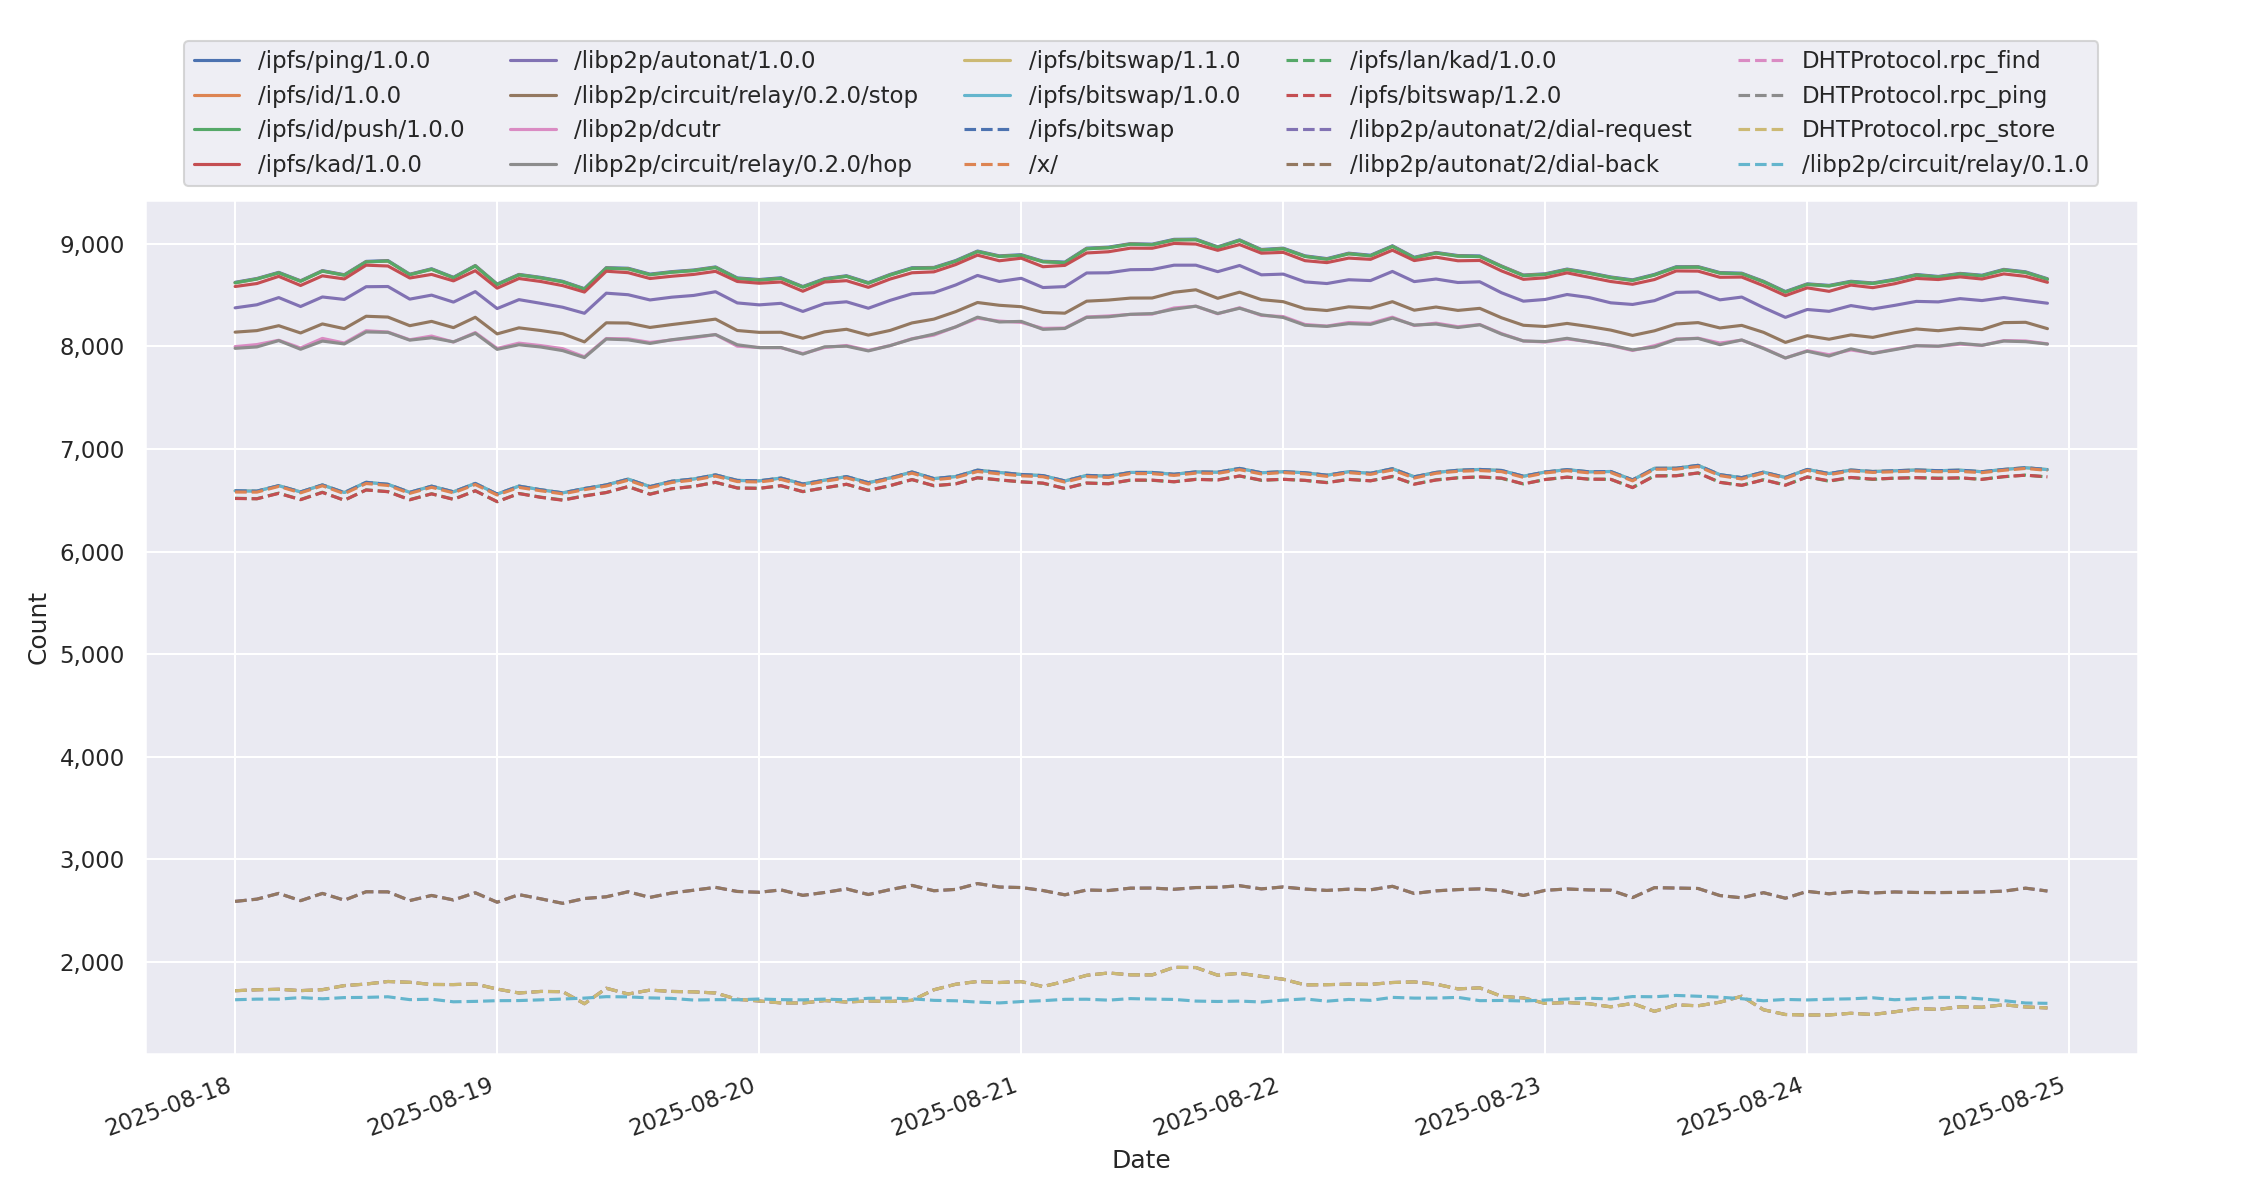 /ipfs/ping/1.0.0
/ipfs/id/1.0.0
/ipfs/id/push/1.0.0
/ipfs/kad/1.0.0
/libp2p/autonat/1.0.0
/libp2p/circuit/relay/0.2.0/stop
/libp2p/dcutr
/libp2p/circuit/relay/0.2.0/hop
/ipfs/bitswap/1.1.0
/ipfs/bitswap/1.0.0
/ipfs/bitswap
/x/
/ipfs/lan/kad/1.0.0
/ipfs/bitswap/1.2.0
/libp2p/autonat/2/dial-request
/libp2p/autonat/2/dial-back
DHTProtocol.rpc_find
DHTProtocol.rpc_ping
DHTProtocol.rpc_store
/libp2p/circuit/relay/0.1.0
9,000
8,000
7,000
6,000
5,000
4,000
3,000
2,000
Count
2025-08-18
2025-08-19
2025-08-20
2025-08-21
2025-08-22
2025-08-23
2025-08-24
2025-08-25
Date